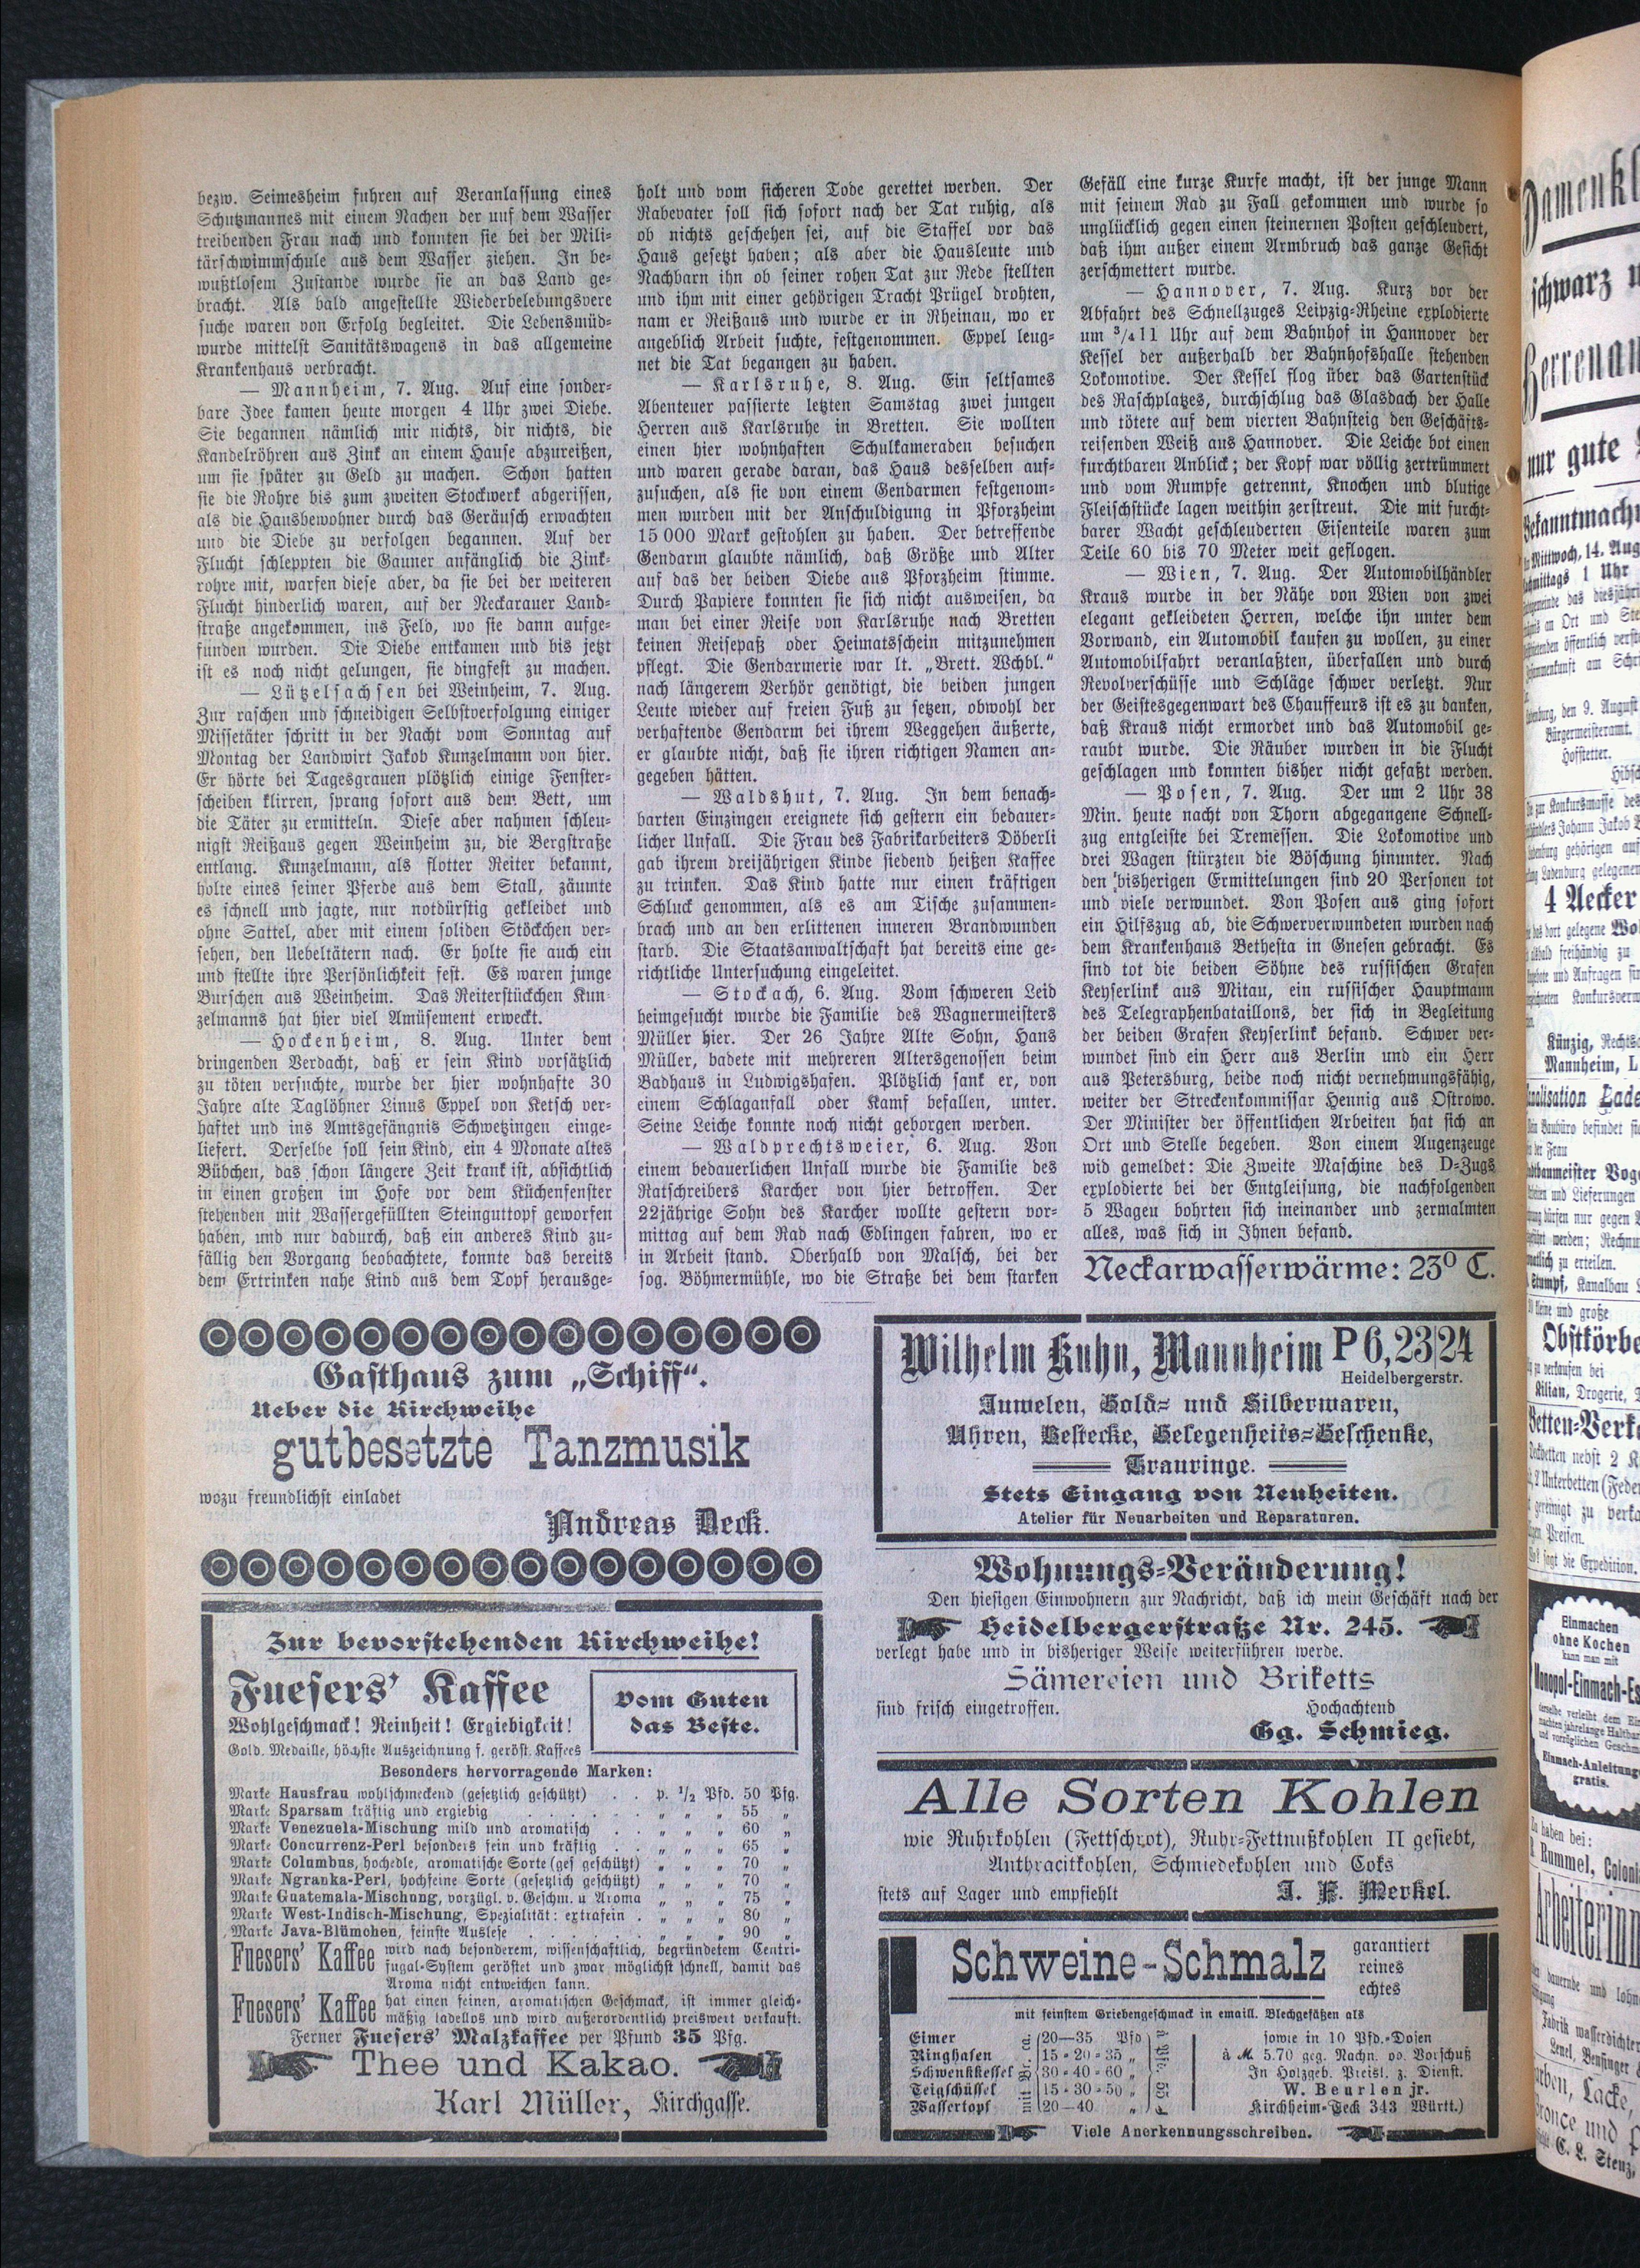 bezw. Seimesheim fuhren auf Veranlassung eines
Schutzmannes mit einem Nachen der unf dem Wasser
treibenden Frau nach und konnten sie bei der Mili-
tärschwimmschule aus dem Wasser ziehen. In be-
wußtlosem Zustande wurde sie an das Land ge-
bracht. Als bald angestellte Wiederbelebungsvere
suche waren von Erfolg begleitet. Die Lebensmüd-
wurde mittelst Sanitätswagens in das allgemeine
Krankenhaus verbracht.
— Mannheim, 7. Aug. Auf eine sonder-
bare Idee kamen heute morgen 4 Uhr zwei Diebe.
Sie begannen nämlich mir nichts, dir nichts, die
Kandelröhren aus Zink an einem Hause abzureißen,
um sie später zu Geld zu machen. Schon hatten
sie die Rohre bis zum zweiten Stockwerk abgerissen,
als die Hausbewohner durch das Geräusch erwachten
und die Diebe zu verfolgen begannen. Auf der
Flucht schleppten die Gauner anfänglich die Zink-
rohre mit, warfen diese aber, da sie bei der weiteren
Flucht hinderlich waren, auf der Neckarauer Land-
straße angekommen, ins Feld, wo sie dann aufge-
funden wurden. Die Diebe entkamen und bis jetzt
ist es noch nicht gelungen, sie dingfest zu machen.
— Lützelsachsen bei Weinheim, 7. Aug.
Zur raschen und schneidigen Selbstverfolgung einiger
Missetäter schritt in der Nacht vom Sonntag auf
Montag der Landwirt Jakob Kunzelmann von hier.
Er hörte bei Tagesgrauen plötzlich einige Fenster-
scheiben klirren, sprang sofort aus dem Bett, um
die Täter zu ermitteln. Diese aber nahmen schleu-
nigst Reißaus gegen Weinheim zu, die Bergstraße
entlang. Kunzelmann, als flotter Reiter bekannt,
holte eines seiner Pferde aus dem Stall, zäumte
es schnell und jagte, nur notdürftig gekleidet und
ohne Sattel, aber mit einem soliden Stöckchen ver-
sehen, den Uebeltätern nach. Er holte sie auch ein
und stellte ihre Persönlichkeit fest. Es waren junge
Burschen aus Weinheim. Das Reiterstückchen Kun
zelmanns hat hier viel Amüsement erweckt.
— Hockenheim, 8. Aug. Unter dem
dringenden Verdacht, daß er sein Kind vorsätzlich
zu töten versuchte, wurde der hier wohnhafte 30
Jahre alte Taglöhner Linus Eppel von Ketsch ver-
haftet und ins Amtsgefängnis Schwetzingen einge-
liefert. Derselbe soll sein Kind, ein 4 Monate altes
Bübchen, das schon längere Zeit krank ist, absichtlich
in einen großen im Hofe vor dem Küchenfenster
stehenden mit Wassergefüllten Steinguttopf geworfen
haben, und nur dadurch, daß ein anderes Kind zu-
fällig den Vorgang beobachtete, konnte das bereits
dem Ertrinken nahe Kind aus dem Topf herausge-
holt und vom sicheren Tode gerettet werden. Der
Rabevater soll sich sofort nach der Tat ruhig, als
ob nichts geschehen sei, auf die Staffel vor das
Haus gesetzt haben; als aber die Hausleute und
Nachbarn ihn ob seiner rohen Tat zur Rede stellten
und ihm mit einer gehörigen Tracht Prügel drohten,
nam er Reißaus und wurde er in Rheinau, wo er
angeblich Arbeit suchte, festgenommen. Eppel leug-
net die Tat begangen zu haben.
— Karlsruhe, 8. Aug. Ein seltsames
Abenteuer passierte letzten Samstag zwei jungen
Herren aus Karlsruhe in Bretten. Sie wollten
einen hier wohnhaften Schulkameraden besuchen
und waren gerade daran, das Haus desselben auf-
zusuchen, als sie von einem Gendarmen festgenom-
men wurden mit der Anschuldigung in Pforzheim
15 000 Mark gestohlen zu haben. Der betreffende
Gendarm glaubte nämlich, daß Größe und Alter
auf das der beiden Diebe aus Pforzheim stimme.
Durch Papiere konnten sie sich nicht ausweisen, da
man bei einer Reise von Karlsruhe nach Bretten
keinen Reisepaß oder Heimatsschein mitzunehmen
pflegt. Die Gendarmerie war lt. „Brett. Wchbl.“
nach längerem Verhör genötigt, die beiden jungen
Leute wieder auf freien Fuß zu setzen, obwohl der
verhaftende Gendarm bei ihrem Weggehen äußerte,
er glaubte nicht, daß sie ihren richtigen Namen an-
gegeben hätten.
— Waldshut, 7. Aug. In dem benach-
barten Einzingen ereignete sich gestern ein bedauer-
licher Unfall. Die Frau des Fabrikarbeiters Döberli
gab ihrem dreijährigen Kinde siedend heißen Kaffee
zu trinken. Das Kind hatte nur einen kräftigen
Schluck genommen, als es am Tische zusammen-
brach und an den erlittenen inneren Brandwunden
starb. Die Staatsanwaltschaft hat bereits eine ge-
richtliche Untersuchung eingeleitet.
— Stockach, 6. Aug. Vom schweren Leid
heimgesucht wurde die Familie des Wagnermeisters
Müller hier. Der 26 Jahre Alte Sohn, Hans
Müller, badete mit mehreren Altersgenossen beim
Badhaus in Ludwigshafen. Plötzlich sank er, von
einem Schlaganfall oder Kamf befallen, unter.
Seine Leiche konnte noch nicht geborgen werden.
— Waldprechtsweier, 6. Aug. Von
einem bedauerlichen Unfall wurde die Familie des
Ratschreibers Karcher von hier betroffen. Der
22jährige Sohn des Karcher wollte gestern vor-
mittag auf dem Rad nach Edlingen fahren, wo er
in Arbeit stand. Oberhalb von Malsch, bei der
sog. Böhmermühle, wo die Straße bei dem starken
Gefäll eine kurze Kurfe macht, ist der junge Mann
mit seinem Rad zu Fall gekommen und wurde so
unglücklich gegen einen steinernen Posten geschleudert,
daß ihm außer einem Armbruch das ganze Gesicht
zerschmettert wurde.
— Hannover, 7. Aug. Kurz vor der
Abfahrt des Schnellzuges Leipzig-Rheine explodierte
um 3/4 11 Uhr auf dem Bahnhof in Hannover der
Kessel der außerhalb der Bahnhofshalle stehenden
Lokomotive. Der Kessel flog über das Gartenstück
des Raschplatzes, durchschlug das Glasdach der Halle
und tötete auf dem vierten Bahnsteig den Geschäfts-
reisenden Weiß aus Hannover. Die Leiche bot einen
furchtbaren Anblick; der Kopf war völlig zertrümmert
und vom Rumpfe getrennt, Knochen und blutige
Fleischstücke lagen weithin zerstreut. Die mit furcht-
barer Wacht geschleuderten Eisenteile waren zum
Teile 60 bis 70 Meter weit geflogen.
— Wien, 7. Aug. Der Automobilhändler
Kraus wurde in der Nähe von Wien von zwei
elegant gekleideten Herren, welche ihn unter dem
Vorwand, ein Automobil kaufen zu wollen, zu einer
Automobilfahrt veranlaßten, überfallen und durch
Revolverschüsse und Schläge schwer verletzt. Nur
der Geistesgegenwart des Chauffeurs ist es zu danken,
daß Kraus nicht ermordet und das Automobil ge-
raubt wurde. Die Räuber wurden in die Flucht
geschlagen und konnten bisher nicht gefaßt werden.
— Posen, 7. Aug. Der um 2 Uhr 38
Min. heute nacht von Thorn abgegangene Schnell-
zug entgleiste bei Tremessen. Die Lokomotive und
drei Wagen stürzten die Böschung hinunter. Nach
den bisherigen Ermittelungen sind 20 Personen tot
und viele verwundet. Von Posen aus ging sofort
ein Hilfszug ab, die Schwerverwundeten wurden nach
dem Krankenhaus Bethesta in Gnesen gebracht. Es
sind tot die beiden Söhne des russischen Grafen
Keyserlink aus Mitau, ein russischer Hauptmann
des Telegraphenbataillons, der sich in Begleitung
der beiden Grafen Keyserlink befand. Schwer ver-
wundet sind ein Herr aus Berlin und ein Herr
aus Petersburg, beide noch nicht vernehmungsfähig,
weiter der Streckenkommissar Hennig aus Ostrowo.
Der Minister der öffentlichen Arbeiten hat sich an
Ort und Stelle begeben. Von einem Augenzeuge
wid gemeldet: Die Zweite Maschine des D-Zugs
explodierte bei der Entgleisung, die nachfolgenden
5 Wagen bohrten sich ineinander und zermalmten
alles, was sich in Ihnen befand.
Neckarwasserwärme: 23⁰ C.
Gasthaus zum „Schiff“.
Ueber die Kirchweihe
gutbesetzte Tanzmusik
wozu freundlichst einladet
Andreas Deck.
Zur bevorstehenden Kirchweihe!
Fuesers’ Kaffee
Wohlgeschmack! Reinheit! Ergiebigkeit!
Gold. Medaille, höchste Auszeichnung f. geröst. Kaffees
Vom Guten
das Beste.
Besonders hervorragende Marken:
Marke Hausfrau wohlschmeckend (gesetzlich geschützt) . . p. 1/2 Pfd. 50 Pfg.
Marke Sparsam kräftig und ergiebig . . . . . . „ „ „ 55 „
Marke Venezuela-Mischung mild und aromatisch . . „ „ „ 60 „
Marke Concurrenz-Perl besonders fein und kräftig . . „ „ „ 65 „
Marke Columbus, hochedle, aromatische Sorte (ges geschützt) „ „ „ 70 „
Marke Ngranka-Perl, hochfeine Sorte (gesetzlich geschützt) „ „ „ 70 „
Marke Guatemala-Mischung, vorzügl. v. Geschm. u Aroma „ „ „ 75 „
Marke West-Indisch-Mischung, Spezialität: extrafein . „ „ „ 80 „
Marke Java-Blümchen, feinste Auslese . . . . . „ „ „ 90 „
Fuesers’ Kaffee wird nach besonderem, wissenschaftlich, begründetem Centri-
fugal-System geröstet und zwar möglichst schnell, damit das
Aroma nicht entweichen kann.
Fuesers’ Kaffee hat einen feinen, aromatischen Geschmack, ist immer gleich-
mäßig tadellos und wird außerordentlich preiswert verkauft.
Ferner Fuesers’ Malzkaffee per Pfund 35 Pfg.
Thee und Kakao.
Karl Müller, Kirchgasse.
Wilhelm Kuhn, Mannheim P 6, 23/24
Heidelbergerstr.
Juwelen, Gold- und Silberwaren,
Uhren, Bestecke, Gelegenheits-Geschenke,
Trauringe.
Stets Eingang von Neuheiten.
Atelier für Neuarbeiten und Reparaturen.
Wohnungs-Veränderung!
Den hiesigen Einwohnern zur Nachricht, daß ich mein Geschäft nach der
Heidelbergerstraße Nr. 245.
verlegt habe und in bisheriger Weise weiterführen werde.
Sämereien und Briketts
sind frisch eingetroffen. Hochachtend
Gg. Schmieg.
Alle Sorten Kohlen
wie Ruhrkohlen (Fettschrot), Ruhr-Fettnußkohlen II gesiebt,
Anthracitkohlen, Schmiedekohlen und Coks
stets auf Lager und empfiehlt J. F. Merkel.
Schweine-Schmalz
garantiert
reines
echtes
mit feinstem Griebengeschmack in emaill. Blechgefäßen als
Eimer 20—35 Pfd
Ringhafen 15-20-35 „
Schwenkkessel 30-40-60 „
Teigschüssel 15-30-50 „
Wassertopf 20—40 „
sowie in 10 Pfd.-Dosen
à M. 5.70 geg. Nachn. od. Vorschuß
In Holzgeb. Preisl. z. Dienst.
W. Beurlen jr.
Kirchheim-Teck 343 Württ.)
Viele Anerkennungsschreiben.
schwarz
nur gute
Mittwoch, 14. Aug
1 Uhr
den 9. August
Bürgermeisteramt.
Hofstetter.
4 Aecker
Künzig,
Mannheim,
Stumpf, Kanalbau
kleine und große
Obstkörbe
zu verkaufen bei
Kilian, Drogerie,
Einmachen
ohne Kochen
kann man mit
Monopol-Einmach-Es
Einmach-Anleitung
gratis.
Zu haben bei:
Rummel,
Arbeiterinn
C. L. Stenz,